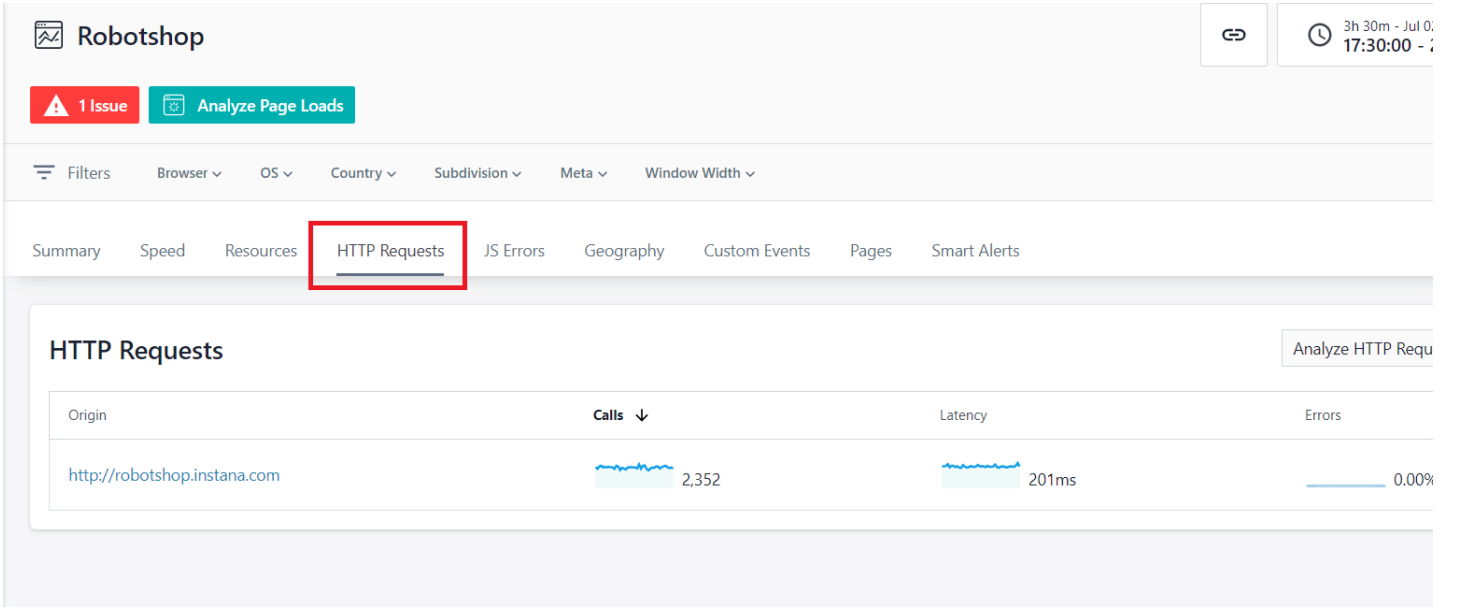 Robotshop
3h 30m - Jul 02
17:30:00 -
1 Issue
Analyze Page Loads
Filters Browser OS Country Subdivision Meta Window Width
Summary Speed Resources HTTP Requests JS Errors Geography Custom Events Pages Smart Alerts
HTTP Requests
Analyze HTTP Requ
Origin Calls Latency Errors
http://robotshop.instana.com 2,352 201ms 0.00%